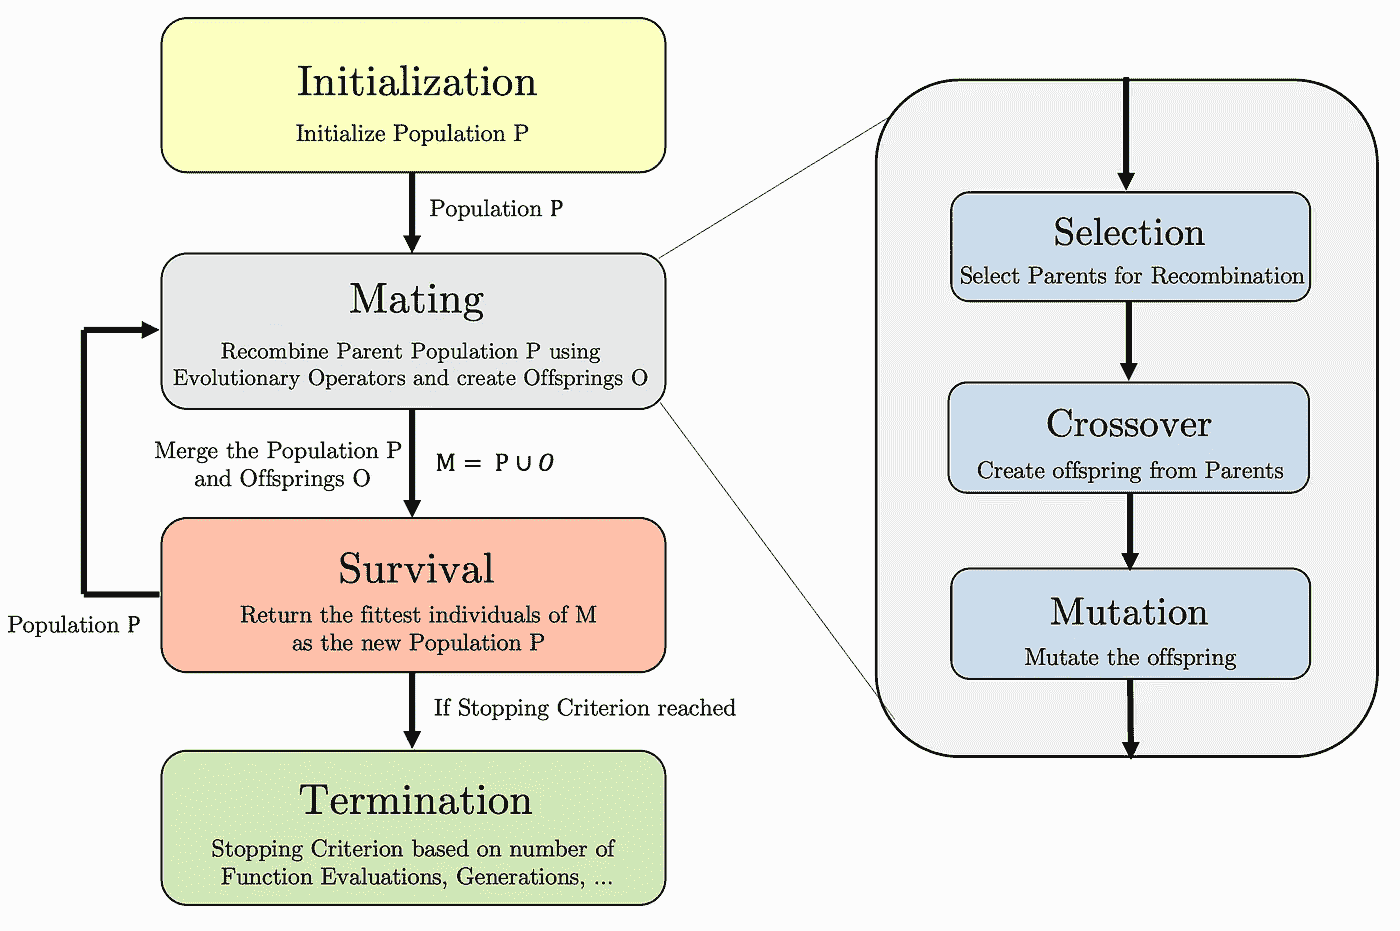 Initialization
Initialize Population P
Population P
Mating
Recombine Parent Population P using
Evolutionary Operators and create Offsprings O
Merge the Population P
and Offsprings O
M = P ∪ O
Survival
Return the fittest individuals of M
as the new Population P
Population P
If Stopping Criterion reached
Termination
Stopping Criterion based on number of
Function Evaluations, Generations, ...
Selection
Select Parents for Recombination
Crossover
Create offspring from Parents
Mutation
Mutate the offspring